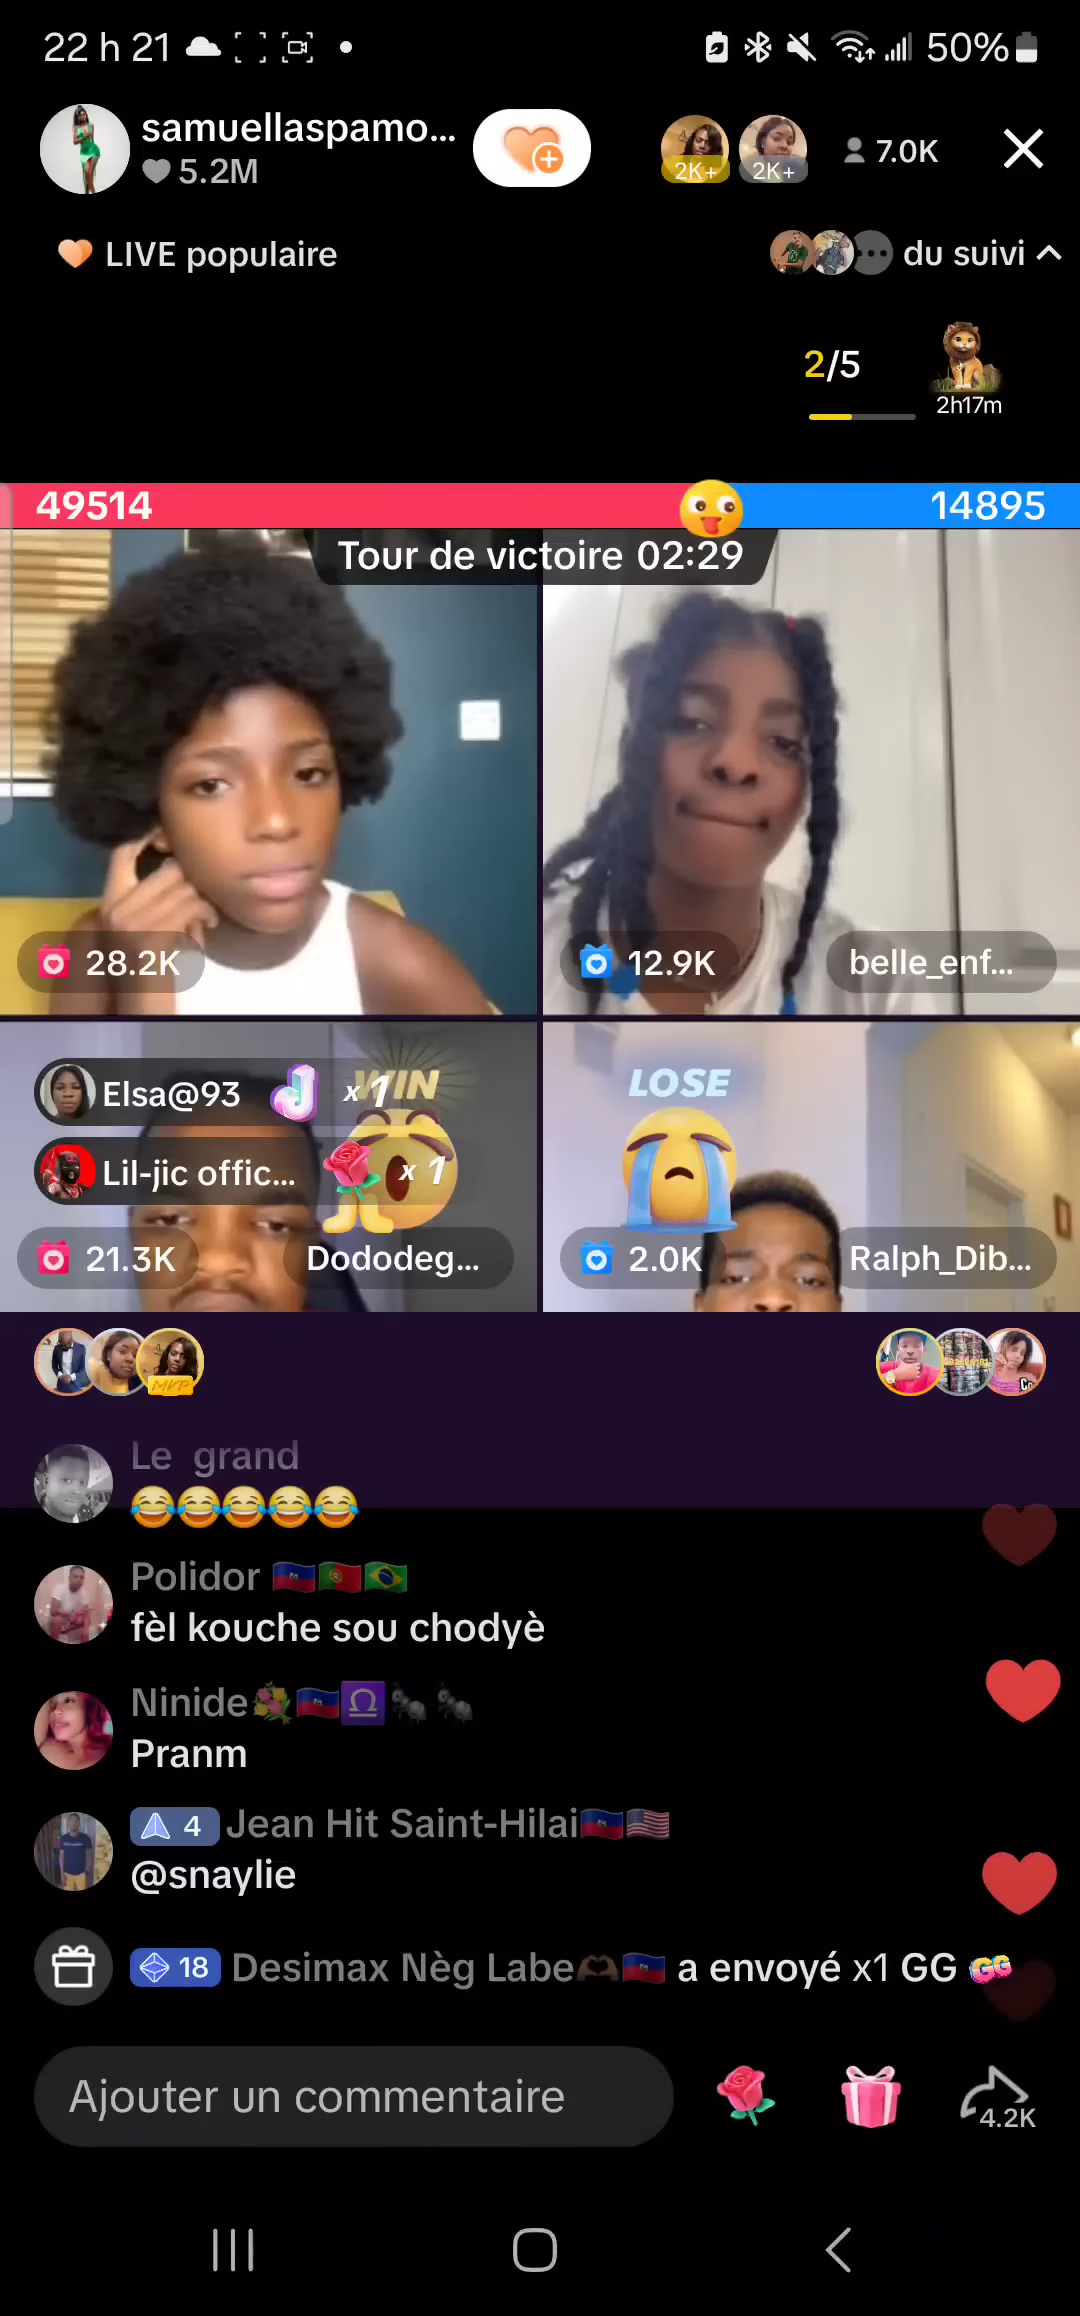 22 h 21
50%
samuellaspamo...
5.2M
2K+
2K+
7.0K
LIVE populaire
du suivi
2/5
2h17m
49514
14895
Tour de victoire 02:29
28.2K
12.9K
belle_enf...
Elsa@93
x 1
WIN
LOSE
Lil-jic offic...
x 1
21.3K
Dododeg...
2.0K
Ralph_Dib...
MVP
Le grand
😂😂😂😂😂
Polidor 🇭🇹🇵🇹🇧🇷
fèl kouche sou chodyè
Ninide💐🇭🇹♎🐜🐜
Pranm
4 Jean Hit Saint-Hilai🇭🇹🇺🇸
@snaylie
18 Desimax Nèg Labe🫶🏿🇭🇹 a envoyé x1 GG GG
Ajouter un commentaire
4.2K